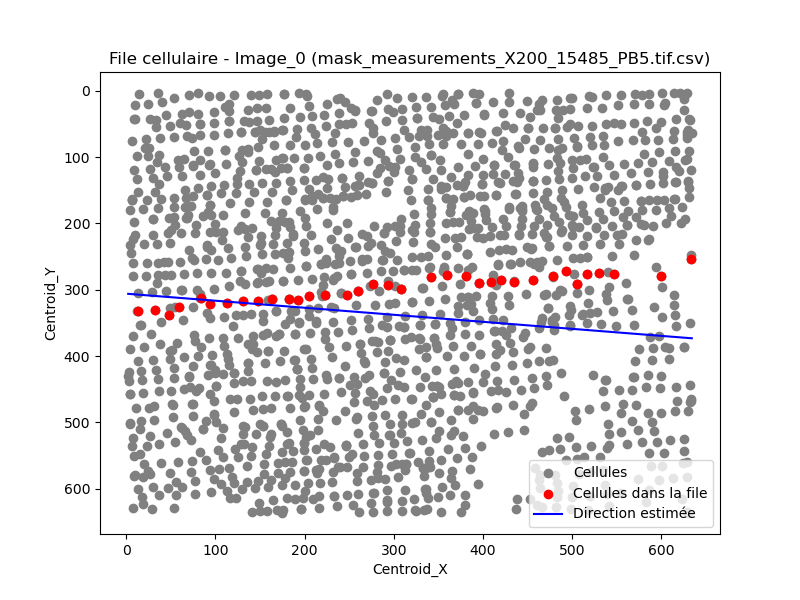 File cellulaire - Image_0 (mask_measurements_X200_15485_PB5.tif.csv)
0
100
200
300
400
500
600
Centroid_Y
0 100 200 300 400 500 600
Centroid_X
Cellules
Cellules dans la file
Direction estimée